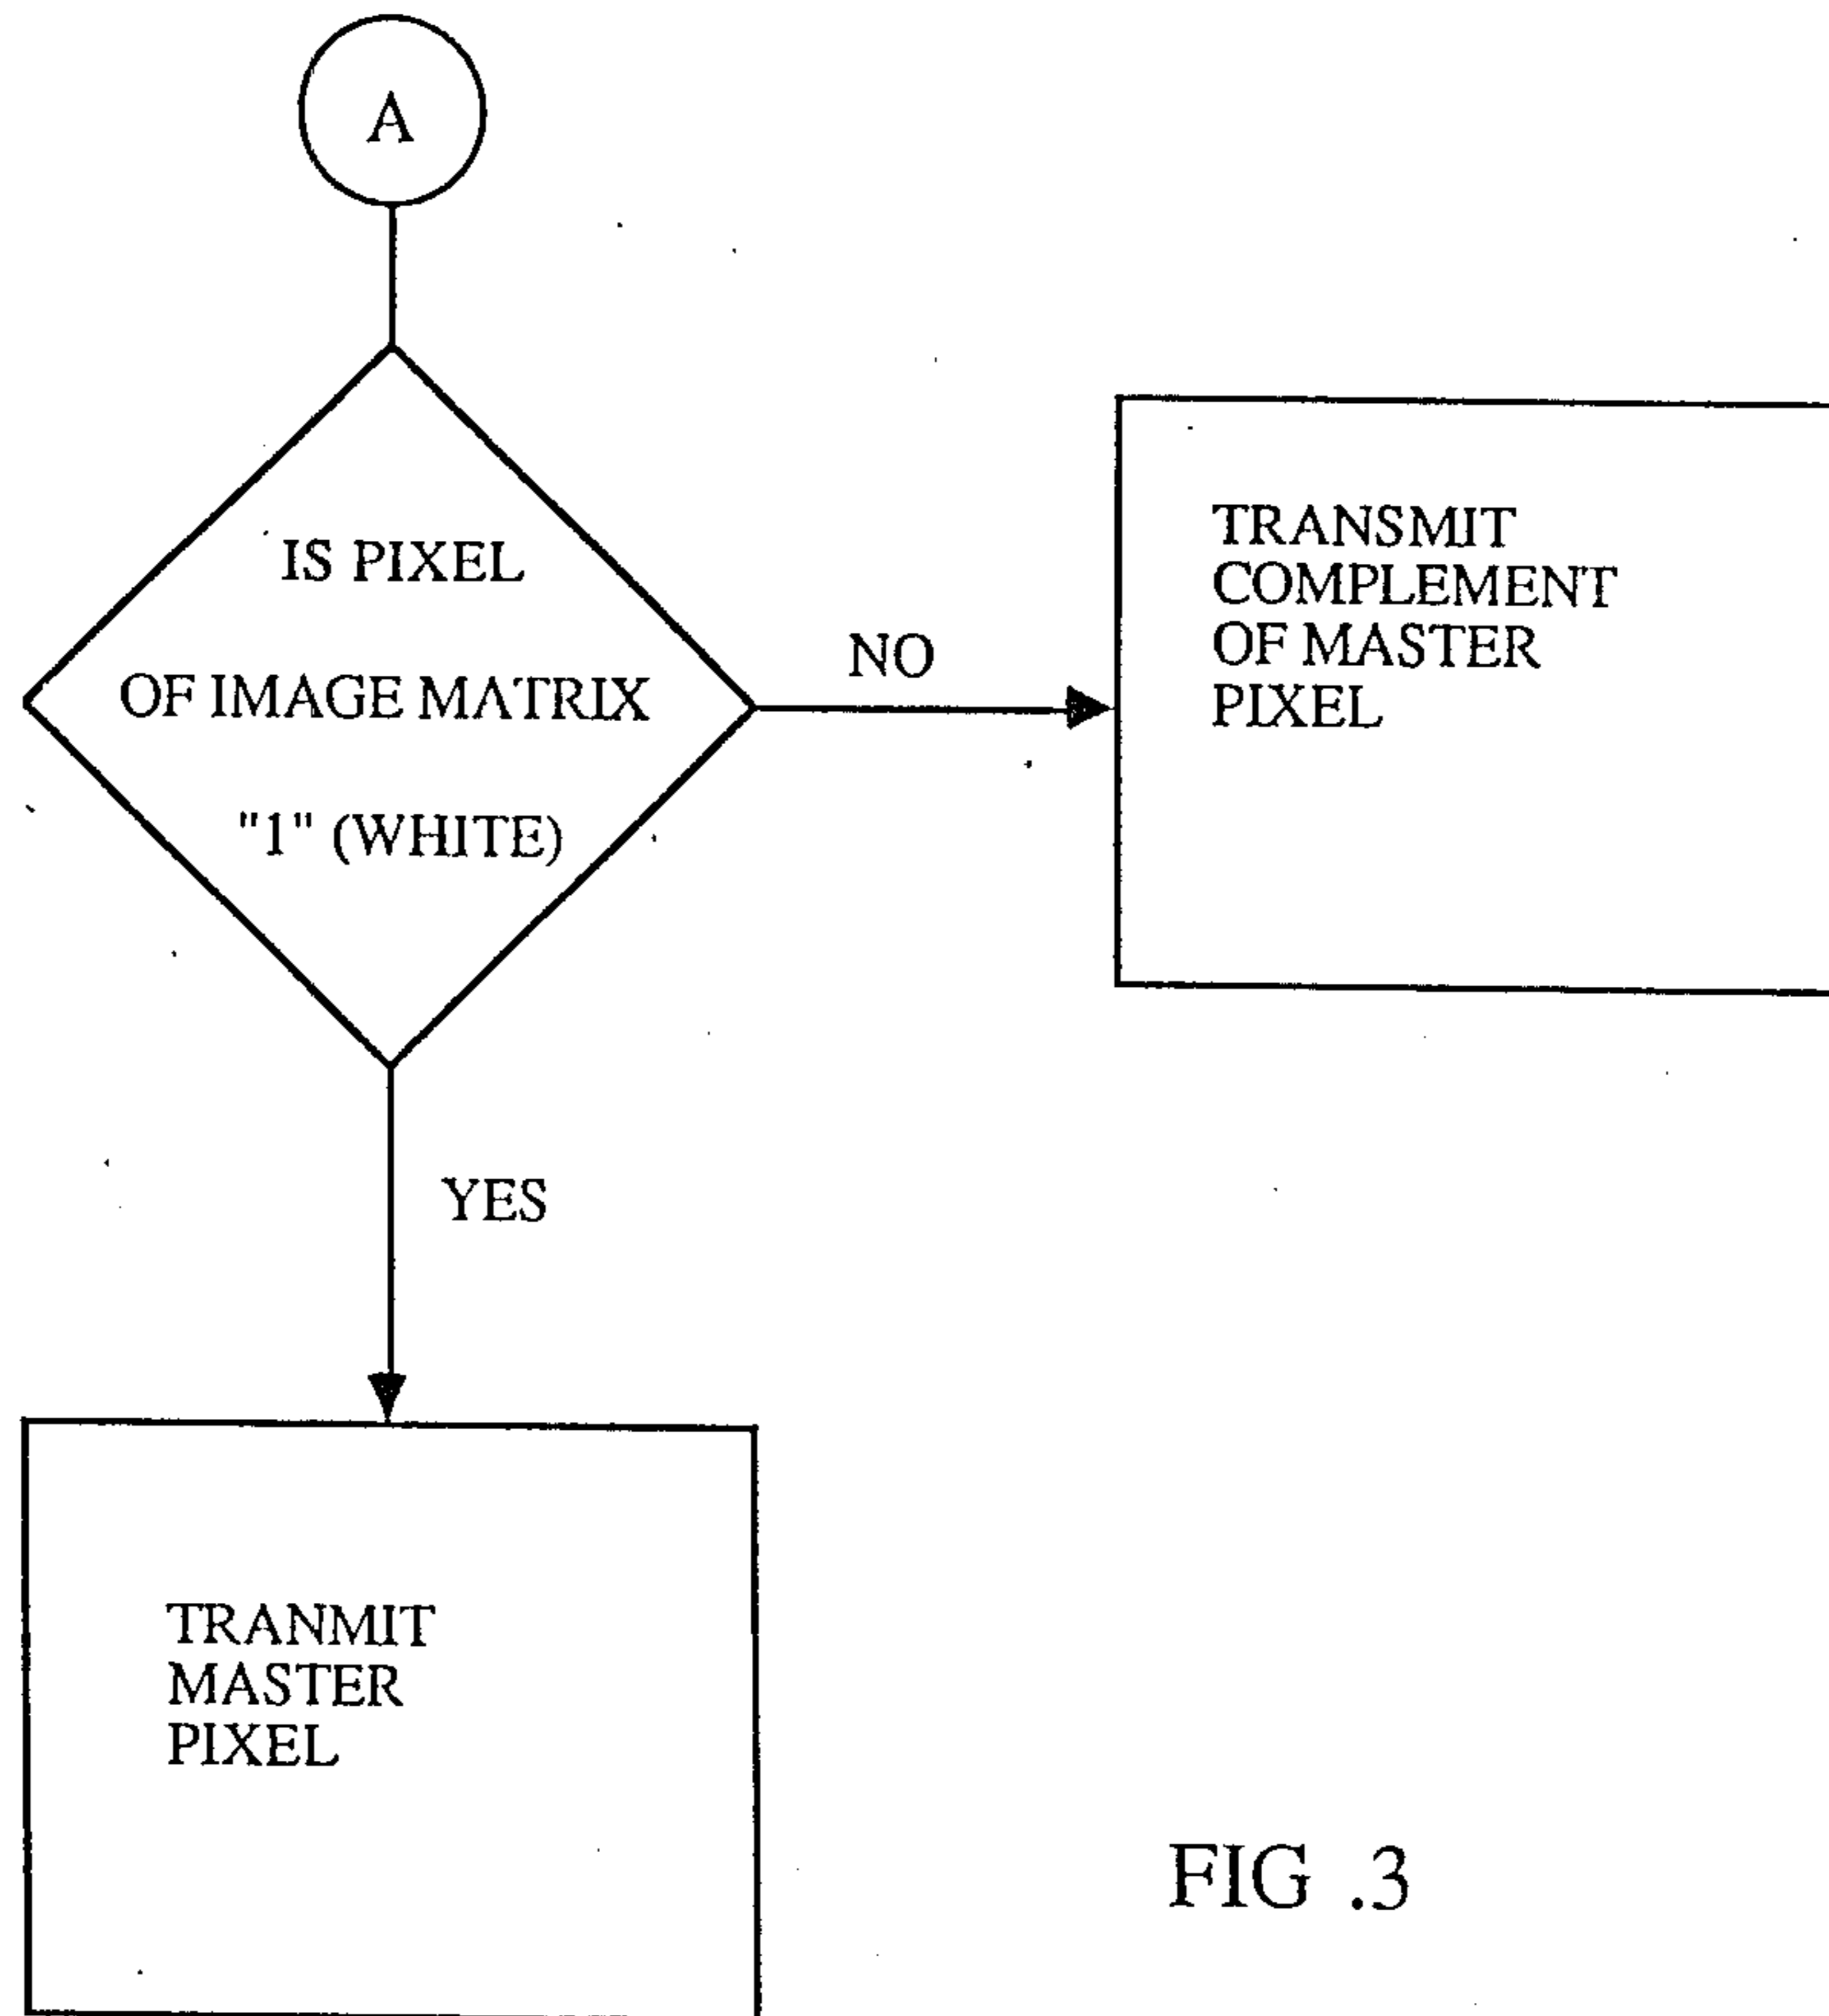 A
IS PIXEL
OF IMAGE MATRIX
"1" (WHITE)
NO
TRANSMIT
COMPLEMENT
OF MASTER
PIXEL
YES
TRANMIT
MASTER
PIXEL
FIG .3